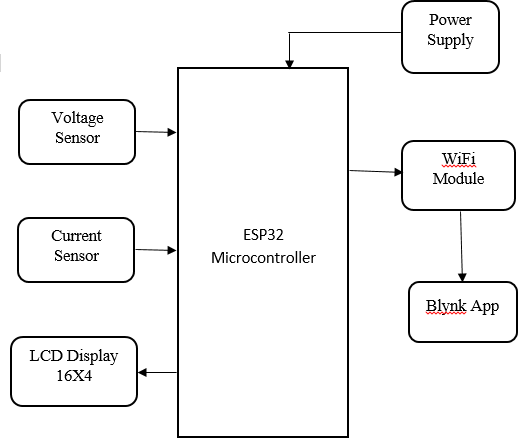 Power
Supply
Voltage
Sensor
WiFi
Module
Current
Sensor
ESP32
Microcontroller
Blynk App
LCD Display
16X4